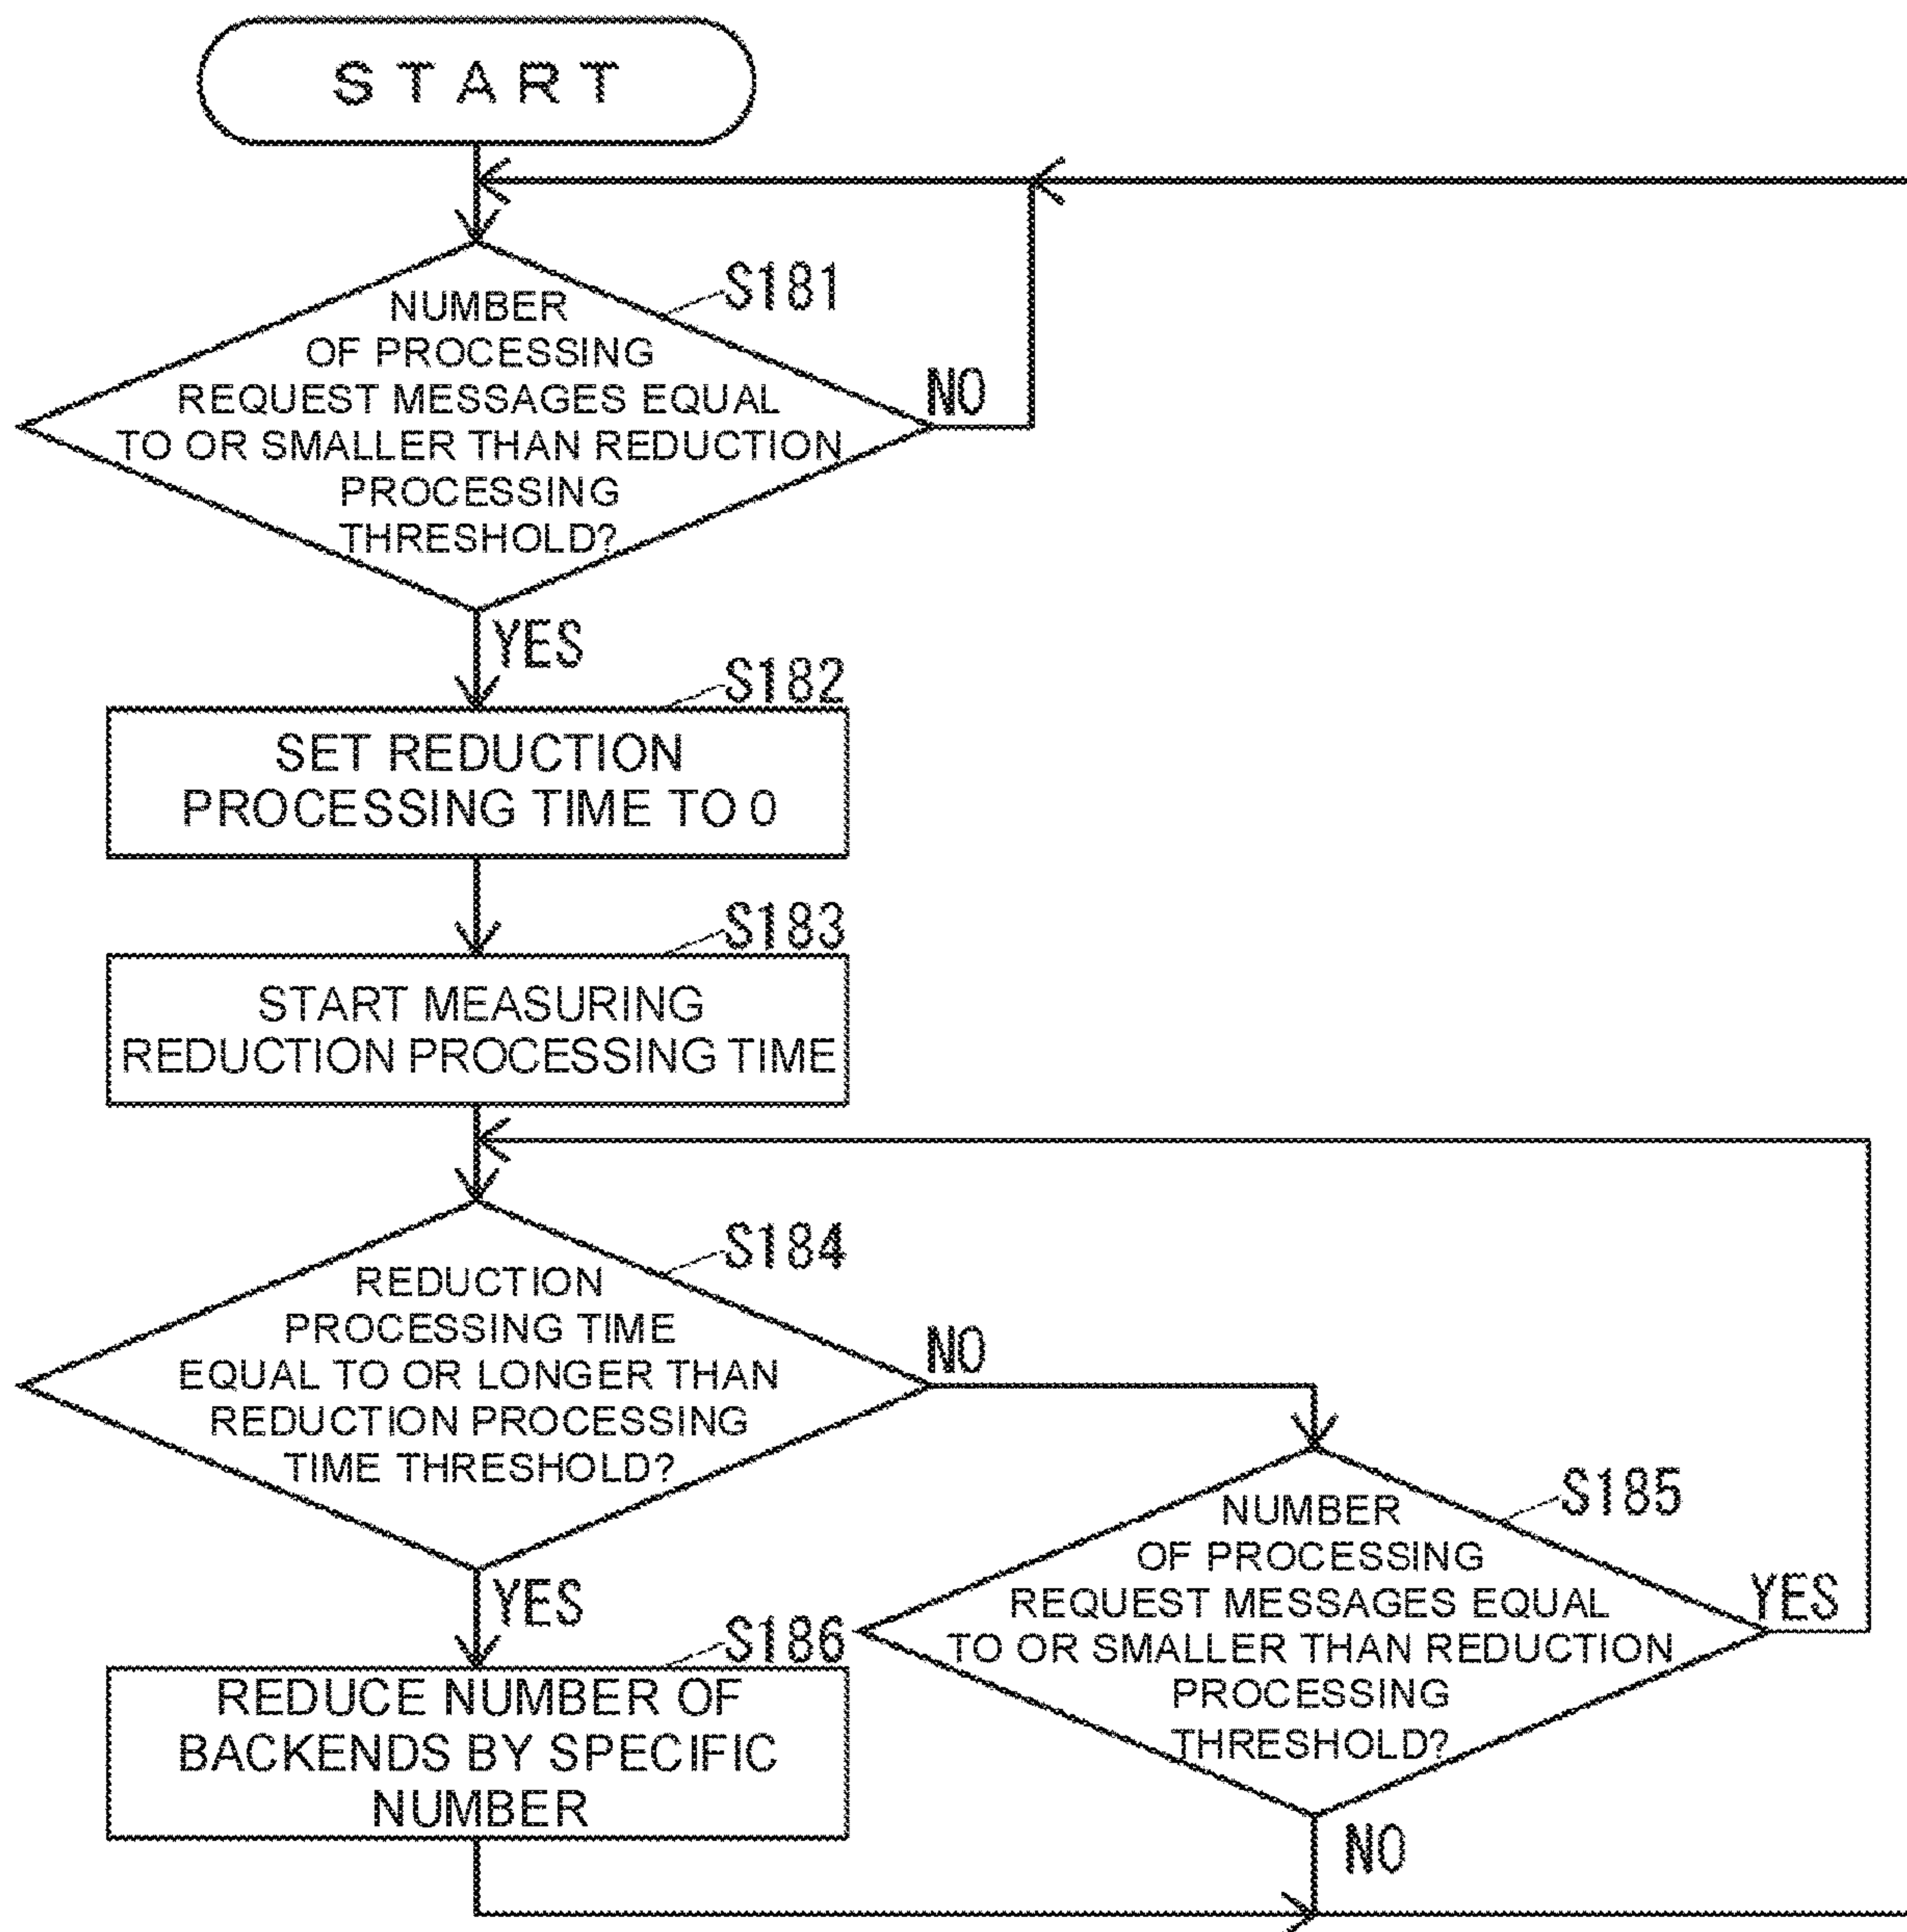 START
S181
NUMBER
OF PROCESSING
REQUEST MESSAGES EQUAL
TO OR SMALLER THAN REDUCTION
PROCESSING
THRESHOLD?
NO
YES
S182
SET REDUCTION
PROCESSING TIME TO 0
S183
START MEASURING
REDUCTION PROCESSING TIME
S184
REDUCTION
PROCESSING TIME
EQUAL TO OR LONGER THAN
REDUCTION PROCESSING
TIME THRESHOLD?
NO
YES
S185
NUMBER
OF PROCESSING
REQUEST MESSAGES EQUAL
TO OR SMALLER THAN REDUCTION
PROCESSING
THRESHOLD?
YES
NO
S186
REDUCE NUMBER OF
BACKENDS BY SPECIFIC
NUMBER